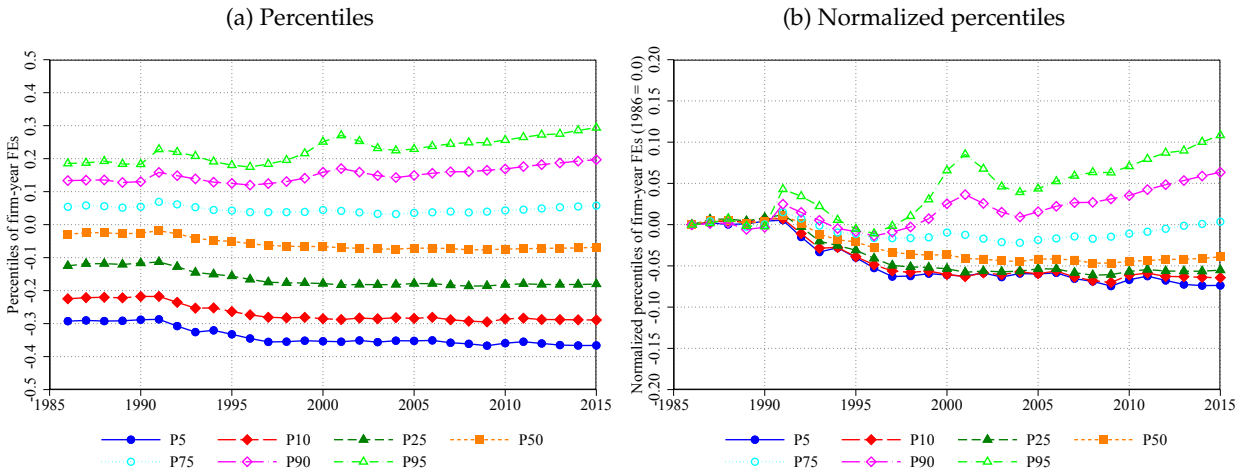 (a) Percentiles
Percentiles of firm-year FEs
0.5
0.4
0.3
0.2
0.1
0.0
-0.1
-0.2
-0.3
-0.4
-0.5
1985 1990 1995 2000 2005 2010 2015
P5 P10 P25 P50
P75 P90 P95
(b) Normalized percentiles
Normalized percentiles of firm-year FEs (1986 = 0.0)
0.20
0.15
0.10
0.05
0.00
-0.05
-0.10
-0.15
-0.20
1985 1990 1995 2000 2005 2010 2015
P5 P10 P25 P50
P75 P90 P95